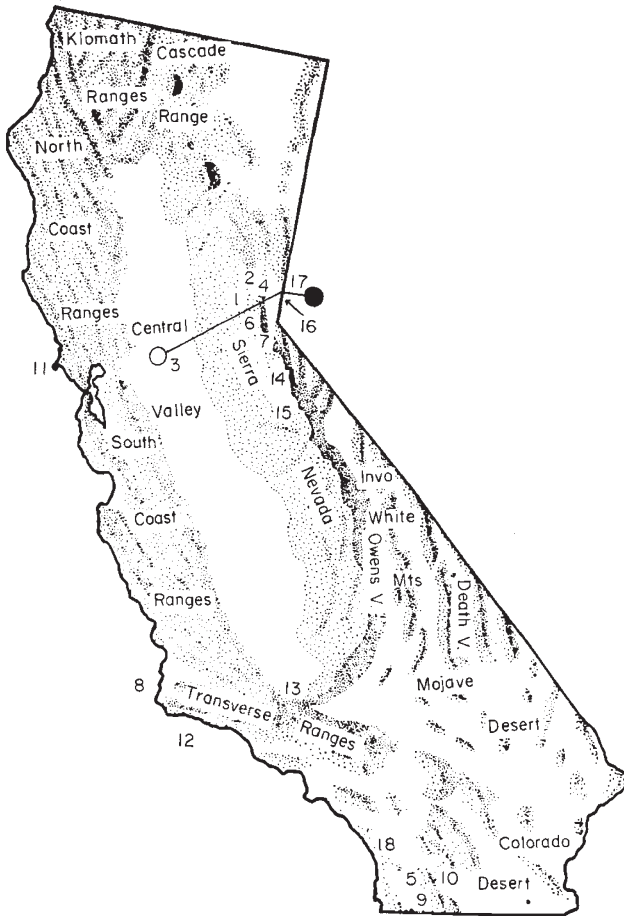 Klomath
Cascade
Ranges
Range
North
Coast
2
4
17
1
Ranges
Central
6
16
7
3
Sierra
11
14
Valley
15
South
Invo
Nevada
White
Coast
Owens V
Mts
Death V
Ranges
8
13
Mojave
Transverse
Ranges
Desert
12
18
Colorado
5
10
Desert
9